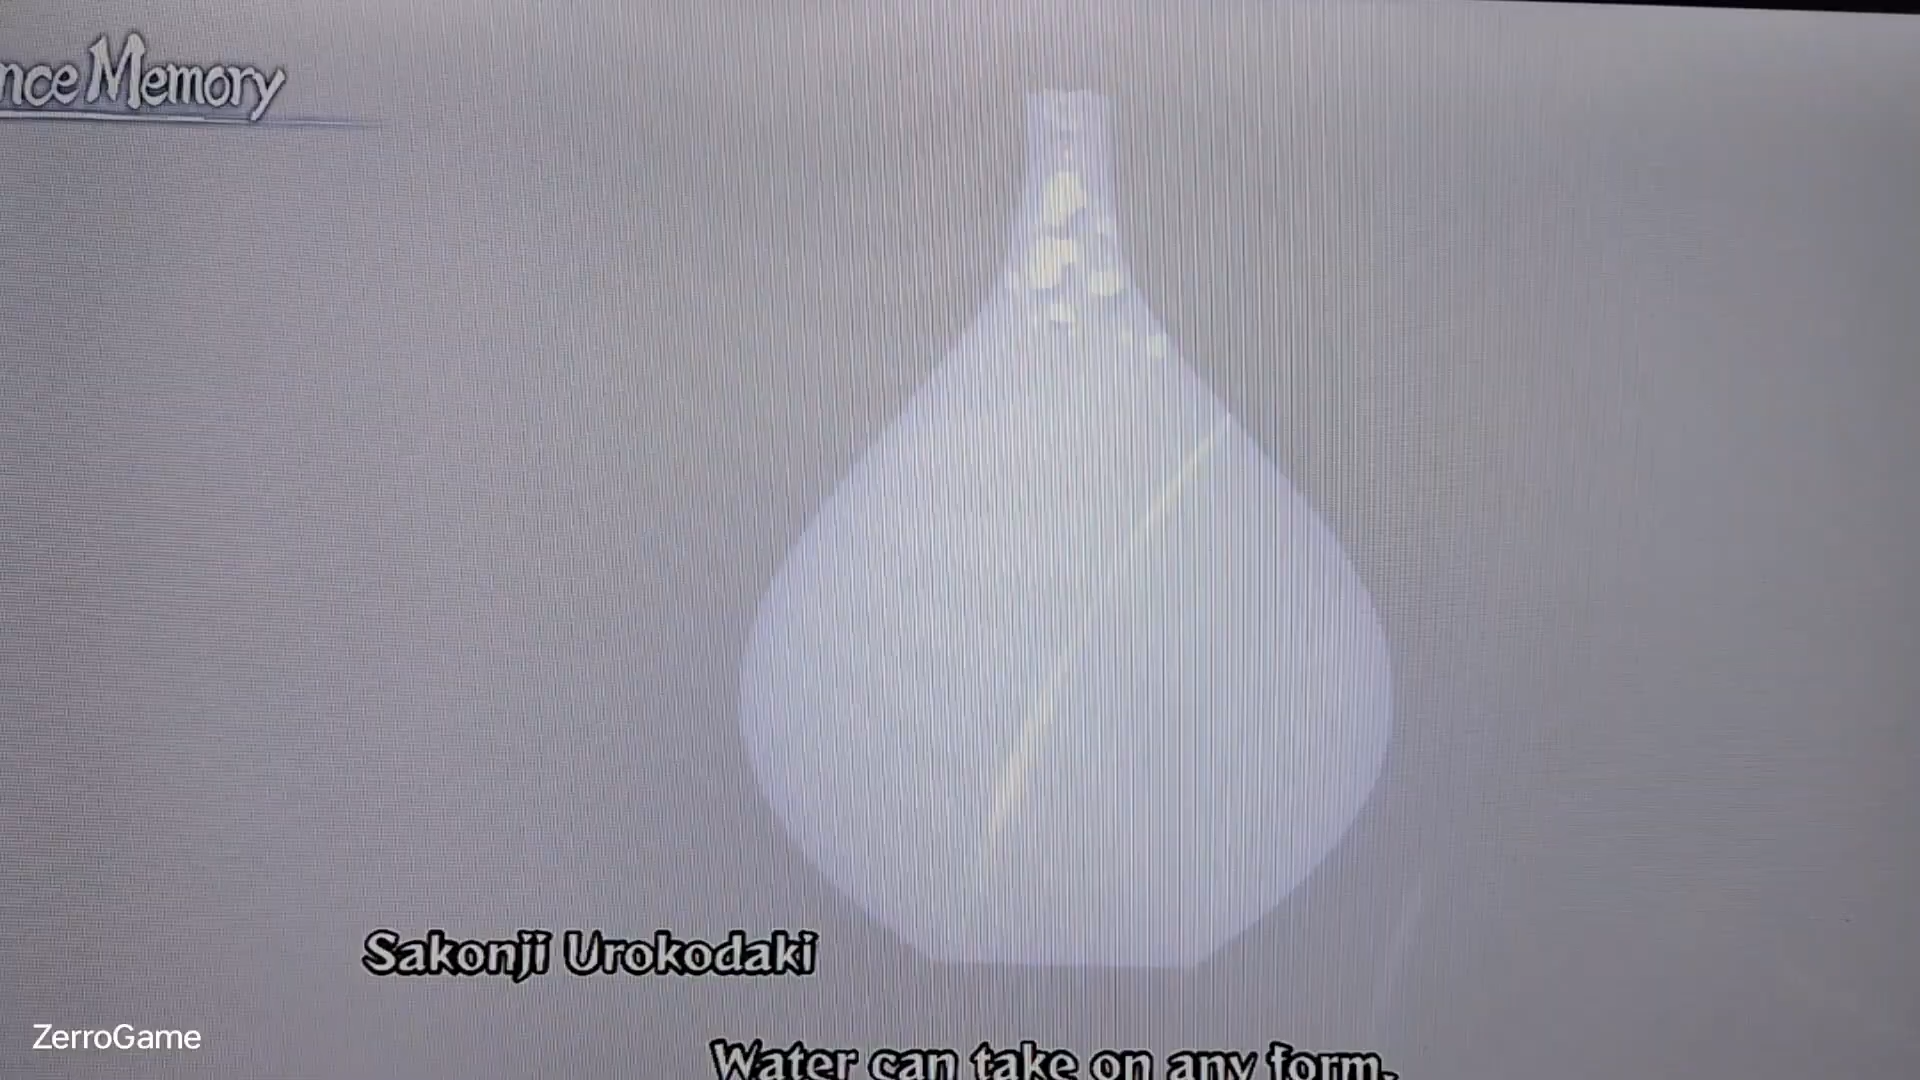 nce Memory
Sakonji Urokodaki
Water can take on any form.
ZerroGame